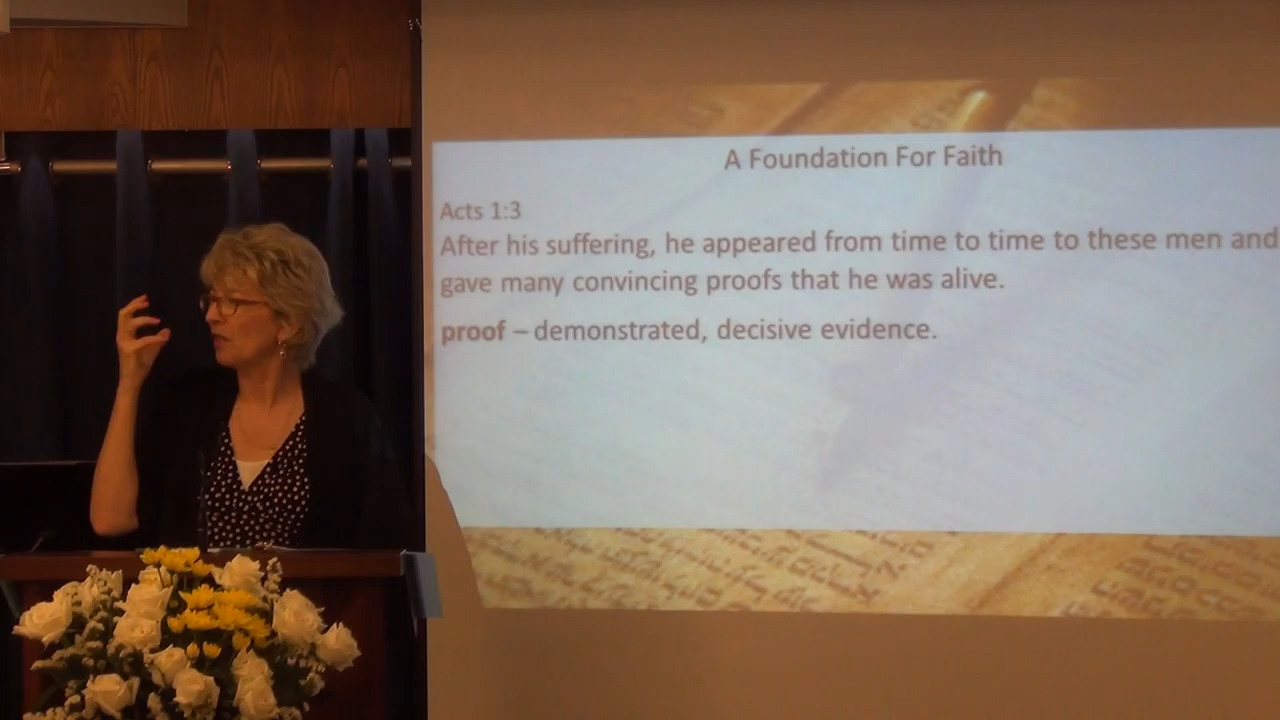 A Foundation For Faith
Acts 1:3
After his suffering, he appeared from time to time to these men and
gave many convincing proofs that he was alive.
proof – demonstrated, decisive evidence.